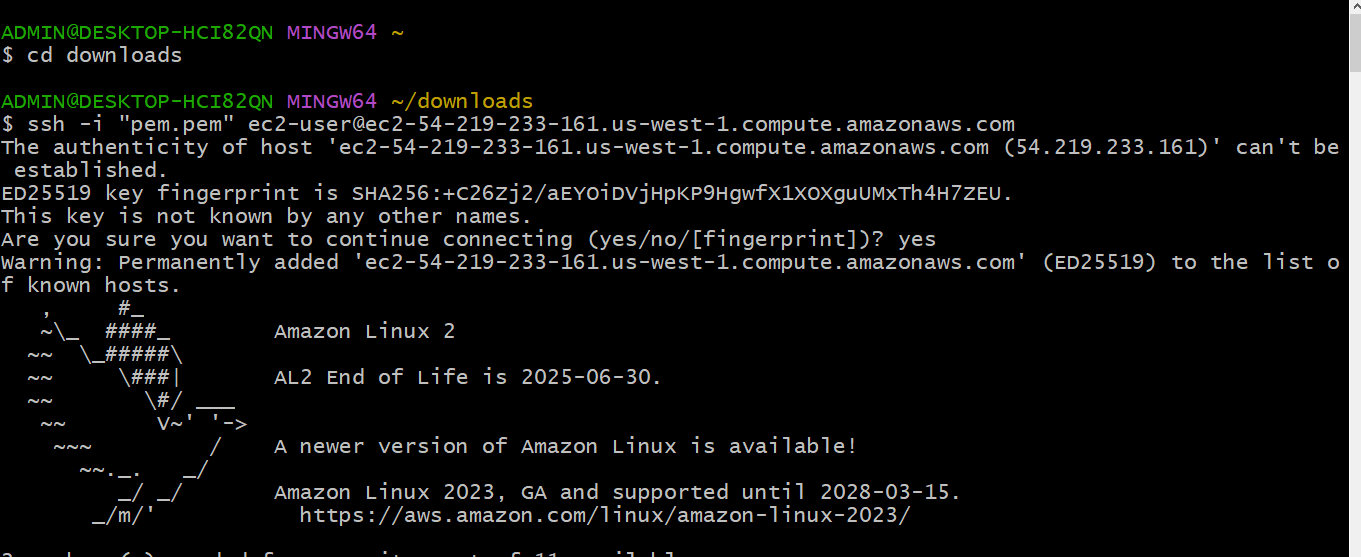 ADMIN@DESKTOP-HCI82QN MINGW64 ~
$ cd downloads
ADMIN@DESKTOP-HCI82QN MINGW64 ~/downloads
$ ssh -i "pem.pem" ec2-user@ec2-54-219-233-161.us-west-1.compute.amazonaws.com
The authenticity of host 'ec2-54-219-233-161.us-west-1.compute.amazonaws.com (54.219.233.161)' can't be
 established.
ED25519 key fingerprint is SHA256:+C26Zj2/aEYOiDVjHpKP9HgwfX1XOXguUMxTh4H7ZEU.
This key is not known by any other names.
Are you sure you want to continue connecting (yes/no/[fingerprint])? yes
Warning: Permanently added 'ec2-54-219-233-161.us-west-1.compute.amazonaws.com' (ED25519) to the list o
f known hosts.
   ,     #_
   ~\_  ####_        Amazon Linux 2
  ~~  \_#####\
  ~~     \###|       AL2 End of Life is 2025-06-30.
  ~~       \#/ ___
   ~~       V~' '->
    ~~~         /    A newer version of Amazon Linux is available!
      ~~._.   _/
         _/ _/       Amazon Linux 2023, GA and supported until 2028-03-15.
       _/m/'           https://aws.amazon.com/linux/amazon-linux-2023/